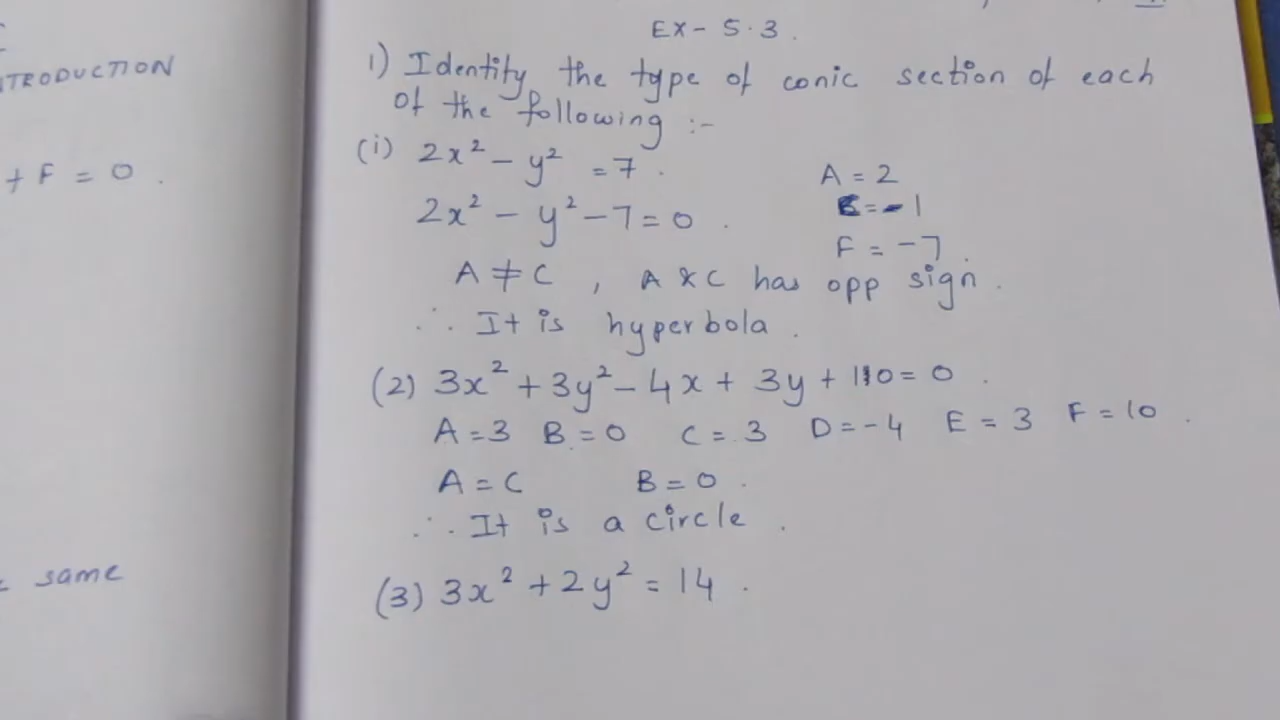 NTRODUCTION
+ F = 0 .
same
EX - 5.3 .
1) Identify the type of conic section of each
of the following :-
(i) 2x² - y² = 7 .
A = 2
2x² - y² - 7 = 0 .
C = -1
F = -7 .
A ≠ C , A & C has opp sign .
∴ It is hyperbola .
(2) 3x² + 3y² - 4x + 3y + 10 = 0 .
A = 3 B = 0 C = 3 D = -4 E = 3 F = 10 .
A = C B = 0 .
∴ It is a circle .
(3) 3x² + 2y² = 14 .